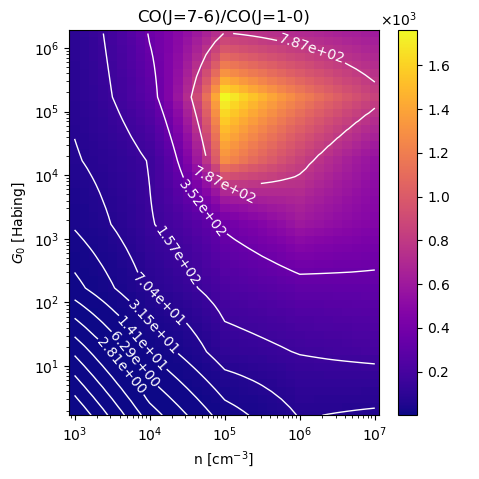 CO(J=7-6)/CO(J=1-0)
×10³
10⁶
10⁵
10⁴
10³
10²
10¹
G₀ [Habing]
7.87e+02
7.87e+02
3.52e+02
1.57e+02
7.04e+01
3.15e+01
1.41e+01
6.29e+00
2.81e+00
1.6
1.4
1.2
1.0
0.8
0.6
0.4
0.2
10³
10⁴
10⁵
10⁶
10⁷
n [cm⁻³]